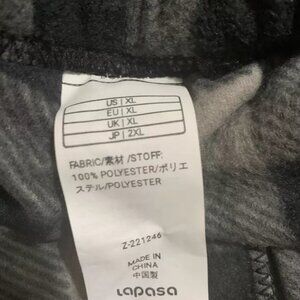 US | XL
EU | XL
UK | XL
JP | 2XL
FABRIC/素材 /STOFF:
100% POLYESTER/ポリエ
ステル/POLYESTER
Z-221246
MADE IN
CHINA
中国製
LAPASA